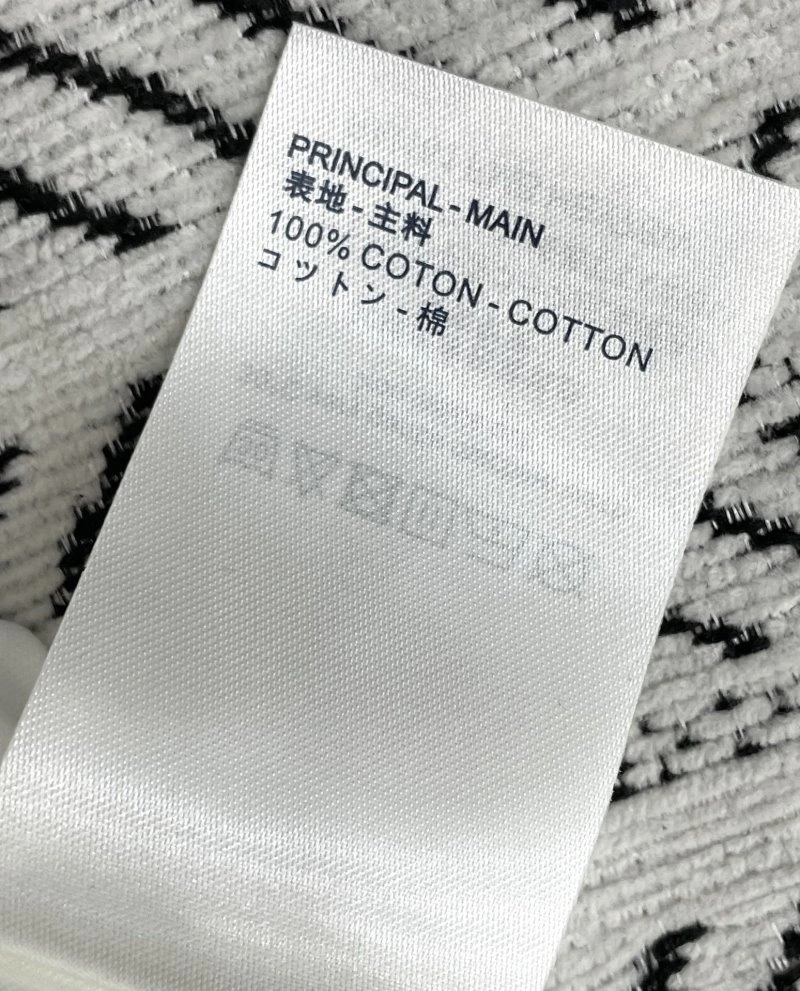 PRINCIPAL - MAIN
表地 - 主料
100% COTON - COTTON
コットン - 棉